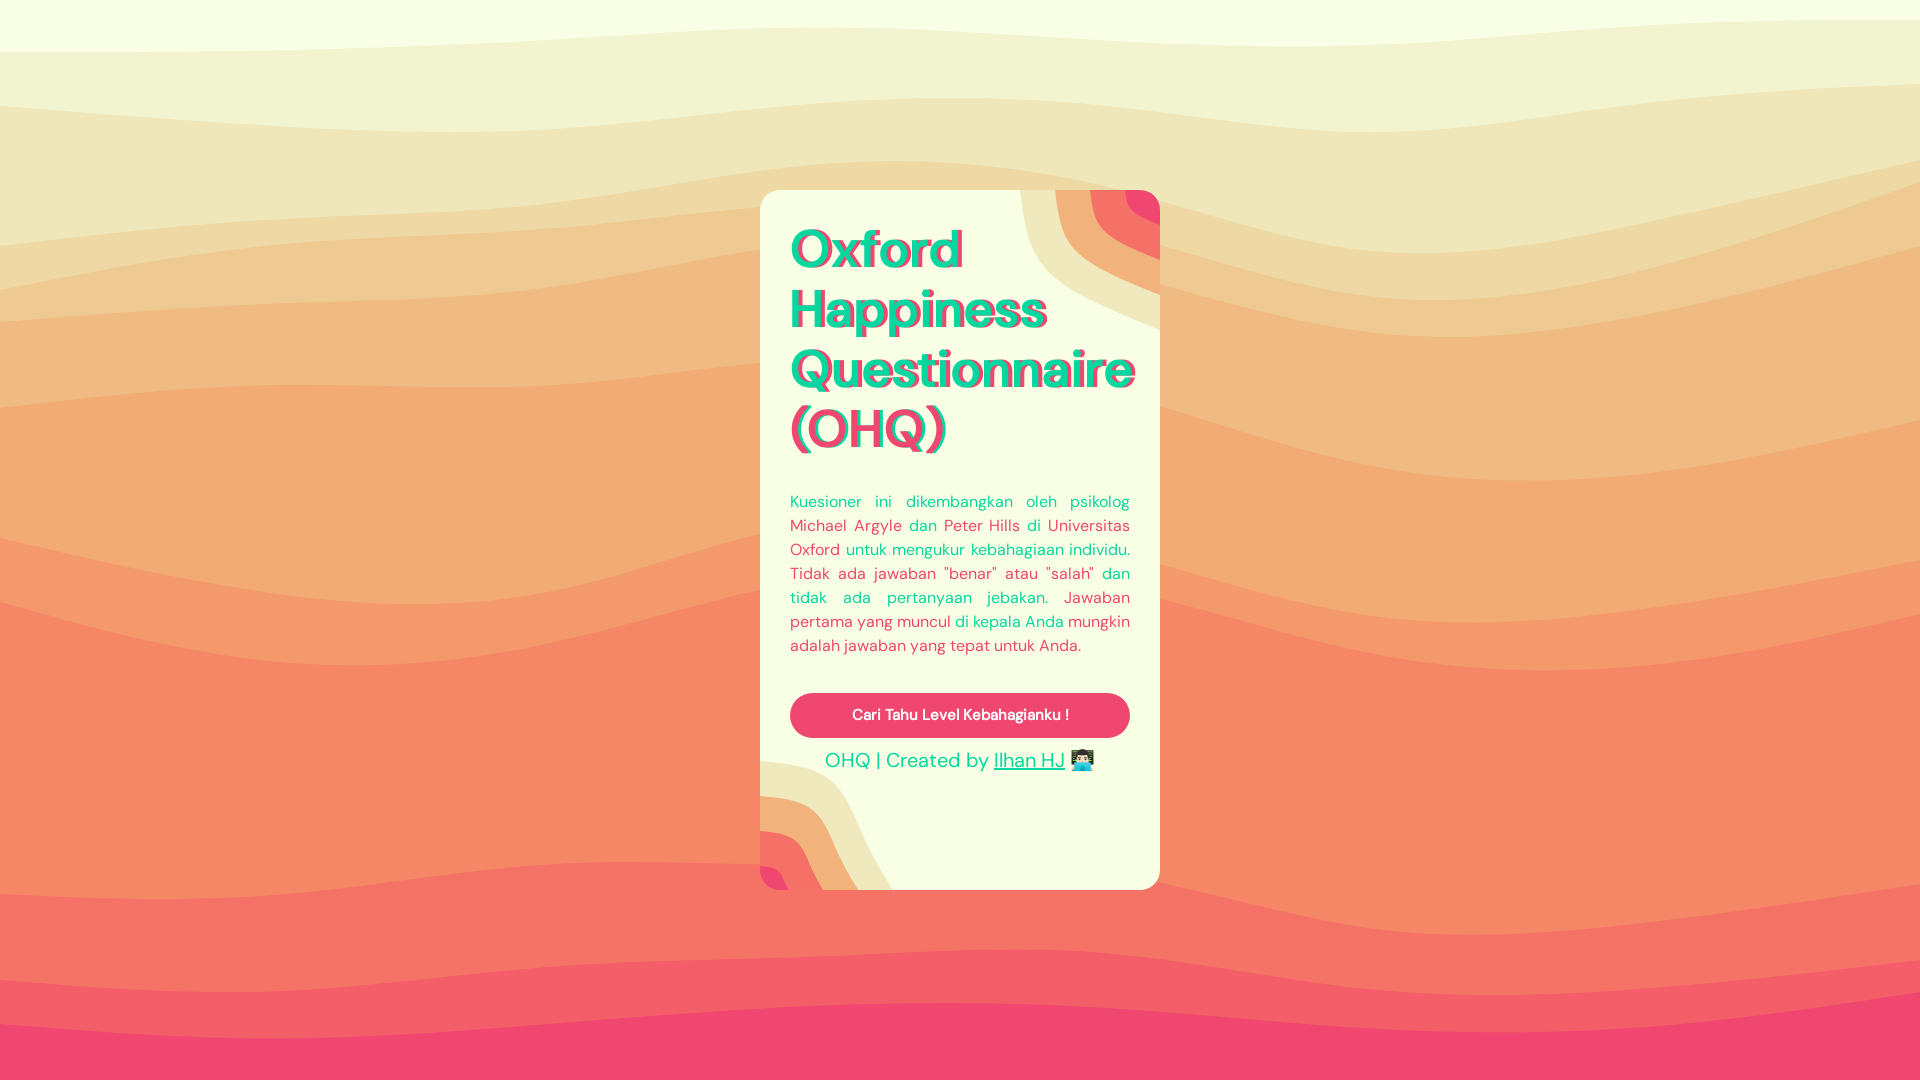 Oxford
Happiness
Questionnaire
(OHQ)
Kuesioner ini dikembangkan oleh psikolog
Michael Argyle dan Peter Hills di Universitas
Oxford untuk mengukur kebahagiaan individu.
Tidak ada jawaban "benar" atau "salah" dan
tidak ada pertanyaan jebakan. Jawaban
pertama yang muncul di kepala Anda mungkin
adalah jawaban yang tepat untuk Anda.
Cari Tahu Level Kebahagianku !
OHQ | Created by Ilhan HJ 👨🏻‍💻